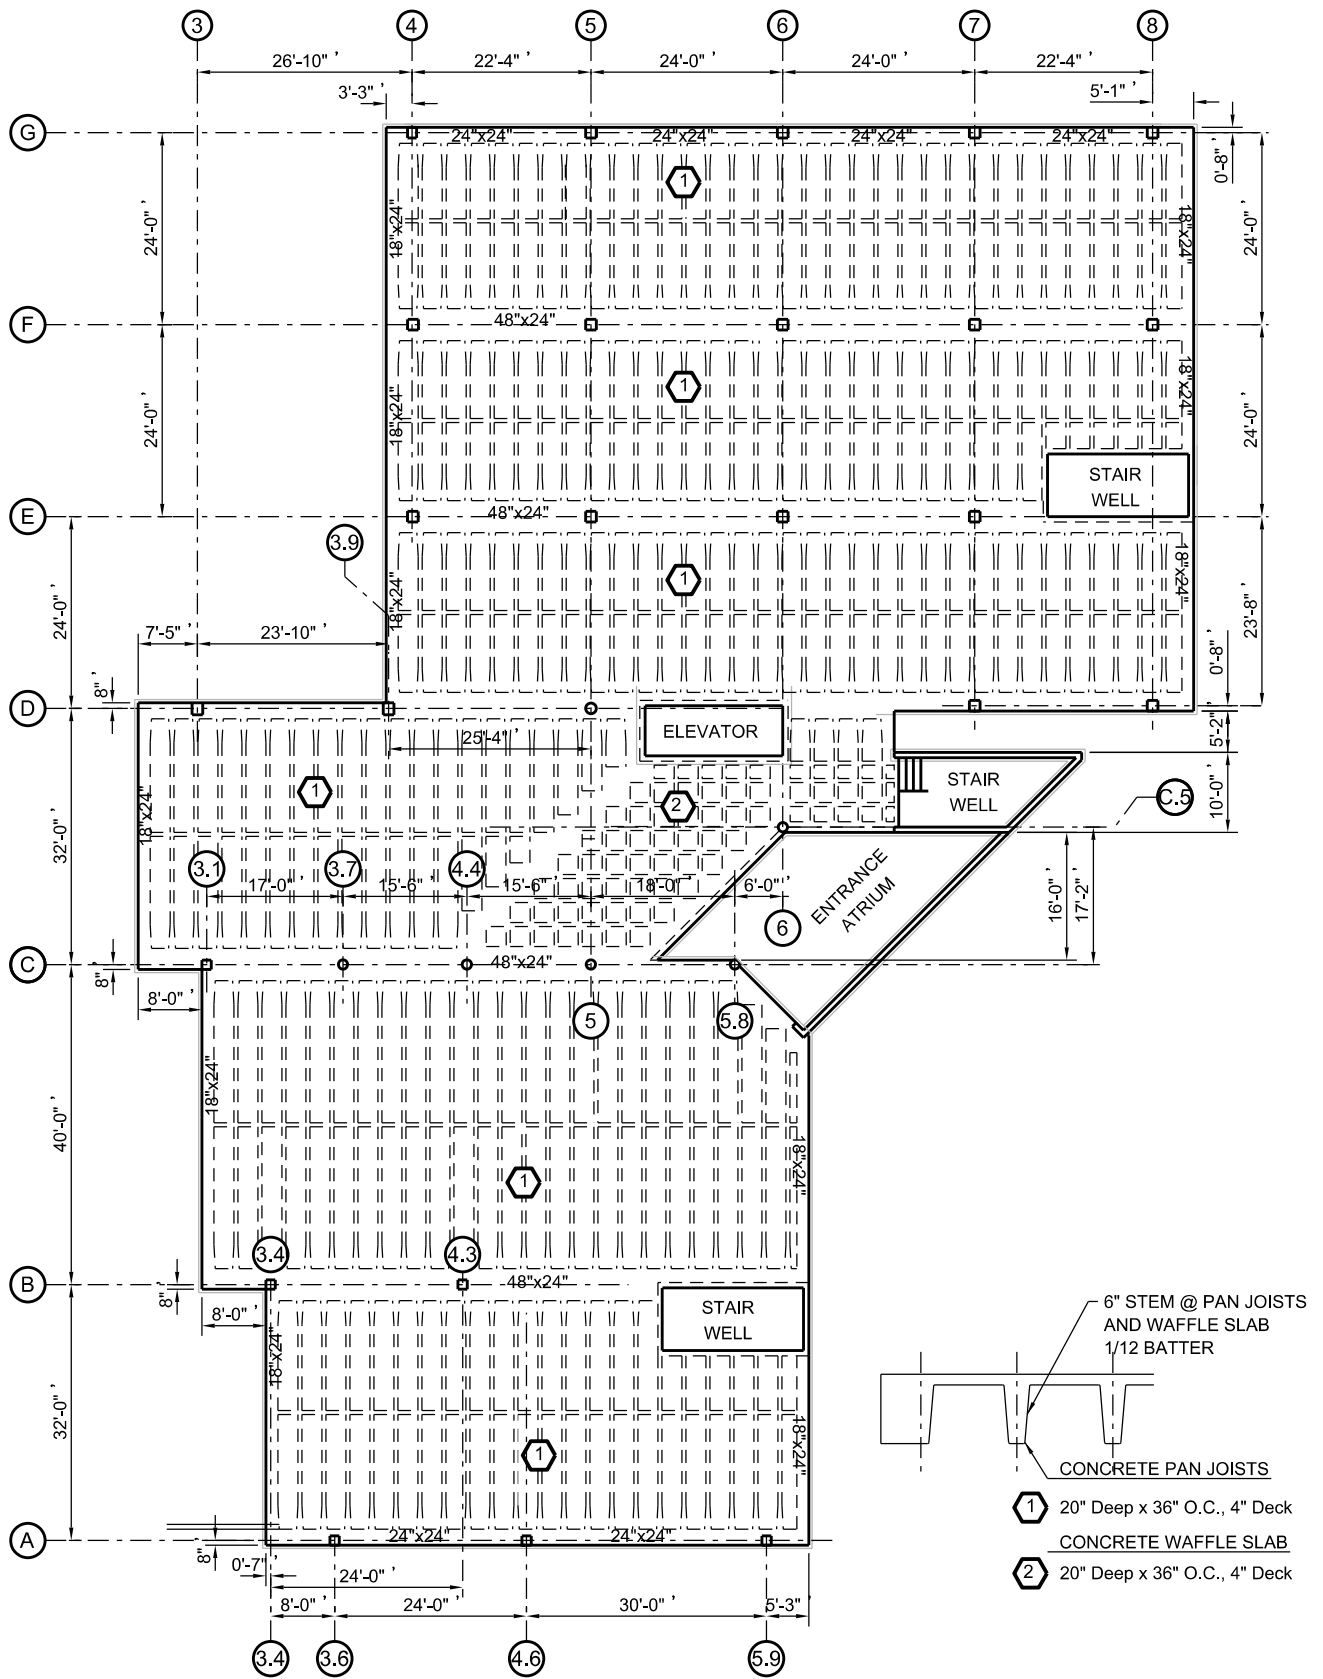 3 4 5 6 7 8
26'-10" ' 22'-4" ' 24'-0" ' 24'-0" ' 22'-4" '
3'-3" ' 5'-1" '
G
24"x24" 24"x24" 24"x24" 24"x24"
0'-8" '
1
24'-0" '
18"x24"
18"x24"
24'-0" '
F
48"x24"
1
24'-0" '
18"x24"
18"x24"
24'-0" '
STAIR
WELL
E
48"x24"
3.9
1
24'-0" '
18"x24"
18"x24"
23'-8" '
7'-5" ' 23'-10" '
0'-8" '
8" '
D
ELEVATOR
5'-2" '
25'-4" '
STAIR
WELL
10'-0" '
1
2
C.5
32'-0" '
18"x24"
3.1 3.7 4.4
17'-0" ' 15'-6" ' 15'-6" ' 18'-0" ' 6'-0" '
ENTRANCE
ATRIUM
6
16'-0" '
17'-2" '
C
48"x24"
8" '
8'-0" '
5 5.8
18"x24"
40'-0" '
18"x24"
1
3.4 4.3
B
48"x24"
8" '
8'-0" '
STAIR
WELL
18"x24"
32'-0" '
18"x24"
1
A
24"x24" 24"x24"
8" '
0'-7" '
24'-0" '
8'-0" ' 24'-0" ' 30'-0" ' 5'-3" '
3.4 3.6 4.6 5.9
6" STEM @ PAN JOISTS
AND WAFFLE SLAB
1/12 BATTER
CONCRETE PAN JOISTS
1 20" Deep x 36" O.C., 4" Deck
CONCRETE WAFFLE SLAB
2 20" Deep x 36" O.C., 4" Deck